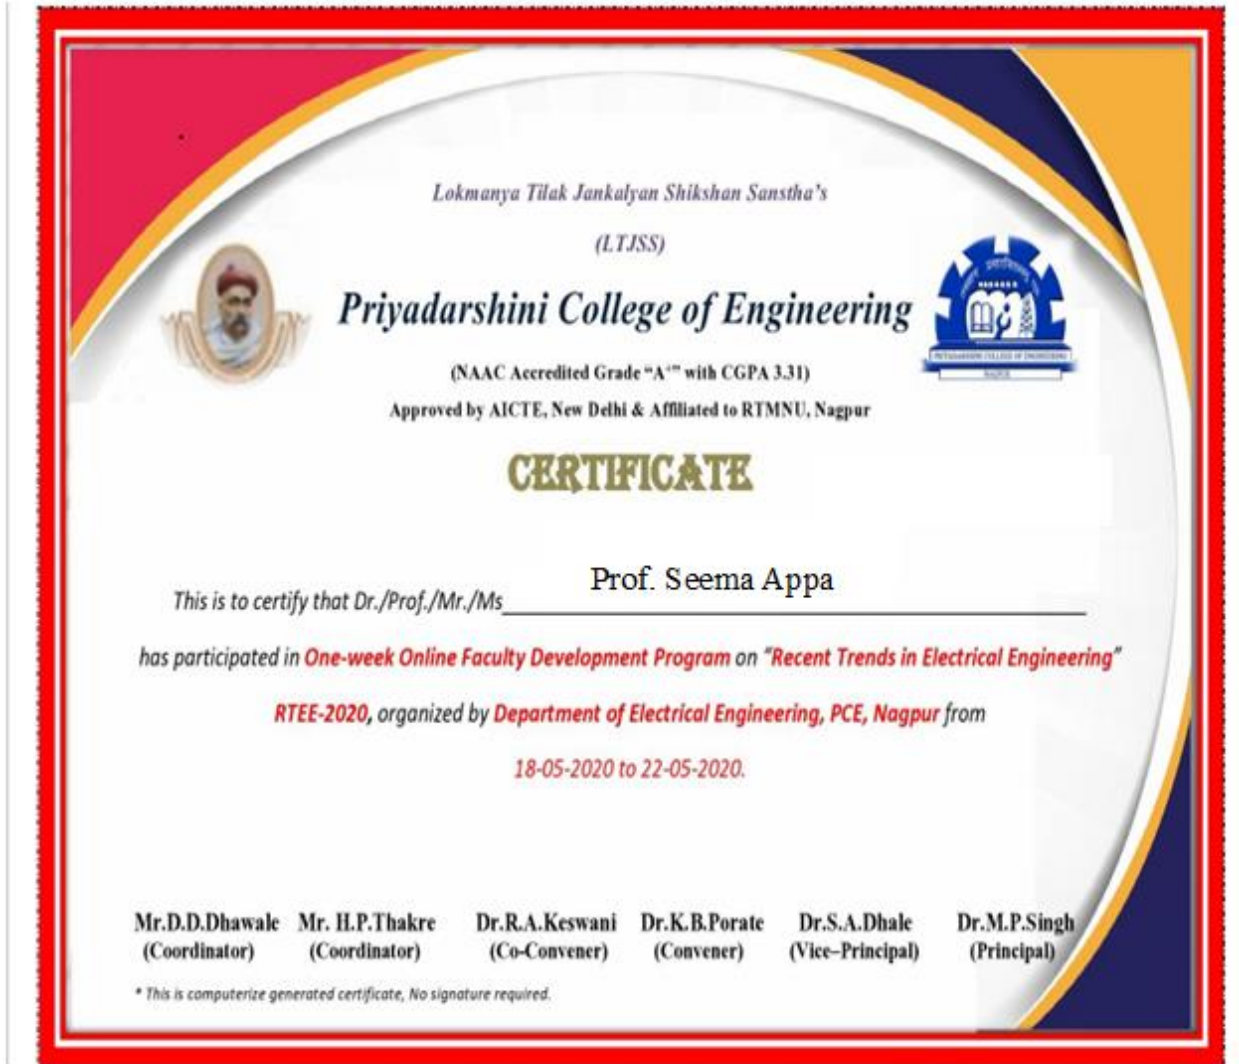 Lokmanya Tilak Jankalyan Shikshan Sanstha's
(LTJSS)
Priyadarshini College of Engineering
(NAAC Accredited Grade “A+” with CGPA 3.31)
Approved by AICTE, New Delhi & Affiliated to RTMNU, Nagpur
PRIYADARSHINI COLLEGE OF ENGINEERING
NAGPUR
CERTIFICATE
Prof. Seema Appa
This is to certify that Dr./Prof./Mr./Ms
has participated in One-week Online Faculty Development Program on “Recent Trends in Electrical Engineering”
RTEE-2020, organized by Department of Electrical Engineering, PCE, Nagpur from
18-05-2020 to 22-05-2020.
Mr.D.D.Dhawale Mr. H.P.Thakre Dr.R.A.Keswani Dr.K.B.Porate Dr.S.A.Dhale Dr.M.P.Singh
(Coordinator) (Coordinator) (Co-Convener) (Convener) (Vice–Principal) (Principal)
* This is computerize generated certificate, No signature required.